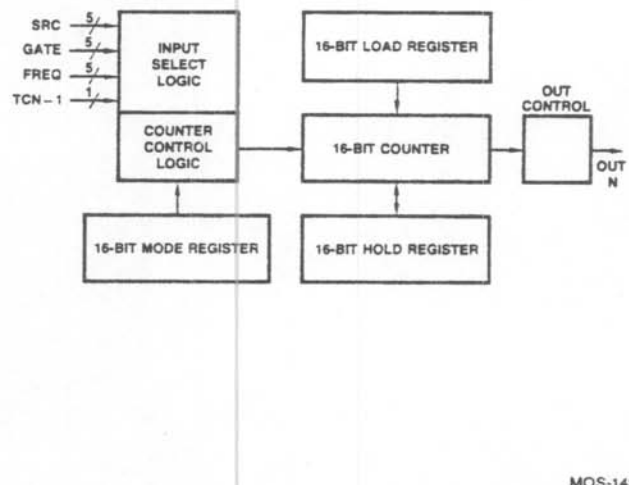 SRC 5
GATE 5
FREQ 5
TCN-1 1
INPUT
SELECT
LOGIC
COUNTER
CONTROL
LOGIC
16-BIT MODE REGISTER
16-BIT LOAD REGISTER
16-BIT COUNTER
16-BIT HOLD REGISTER
OUT
CONTROL
OUT
N
MOS-14